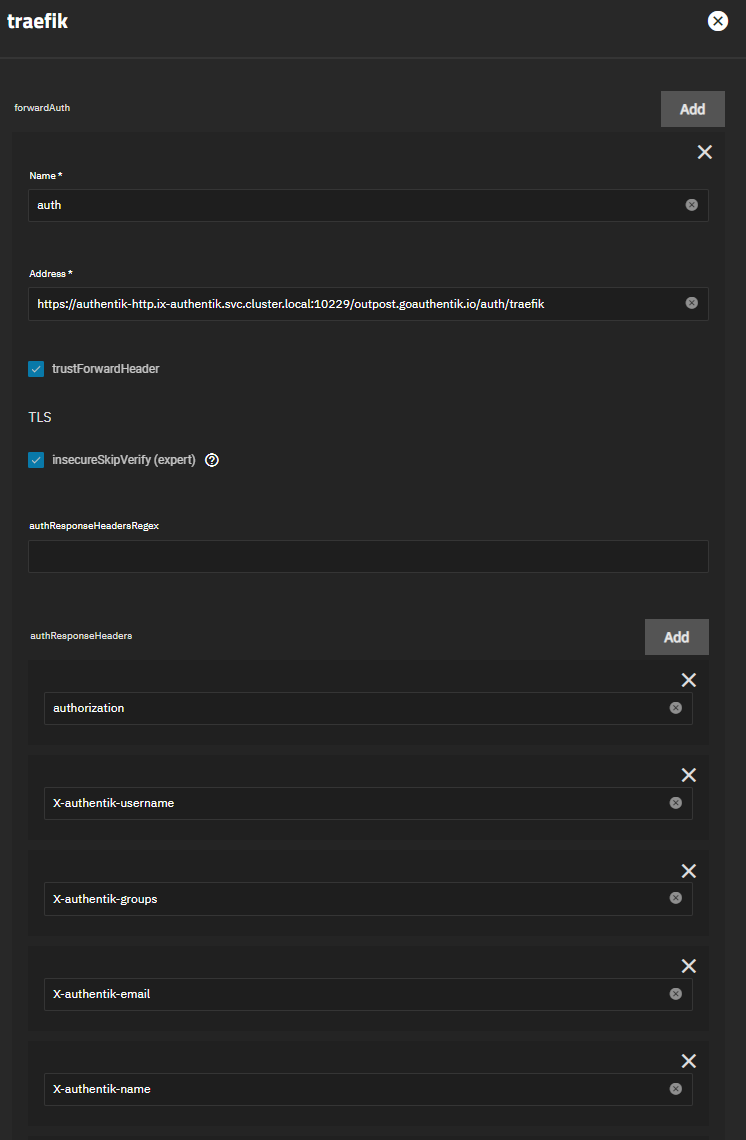 traefik
forwardAuth
Add
Name *
auth
Address *
https://authentik-http.ix-authentik.svc.cluster.local:10229/outpost.goauthentik.io/auth/traefik
trustForwardHeader
TLS
insecureSkipVerify (expert)
authResponseHeadersRegex
authResponseHeaders
Add
authorization
X-authentik-username
X-authentik-groups
X-authentik-email
X-authentik-name